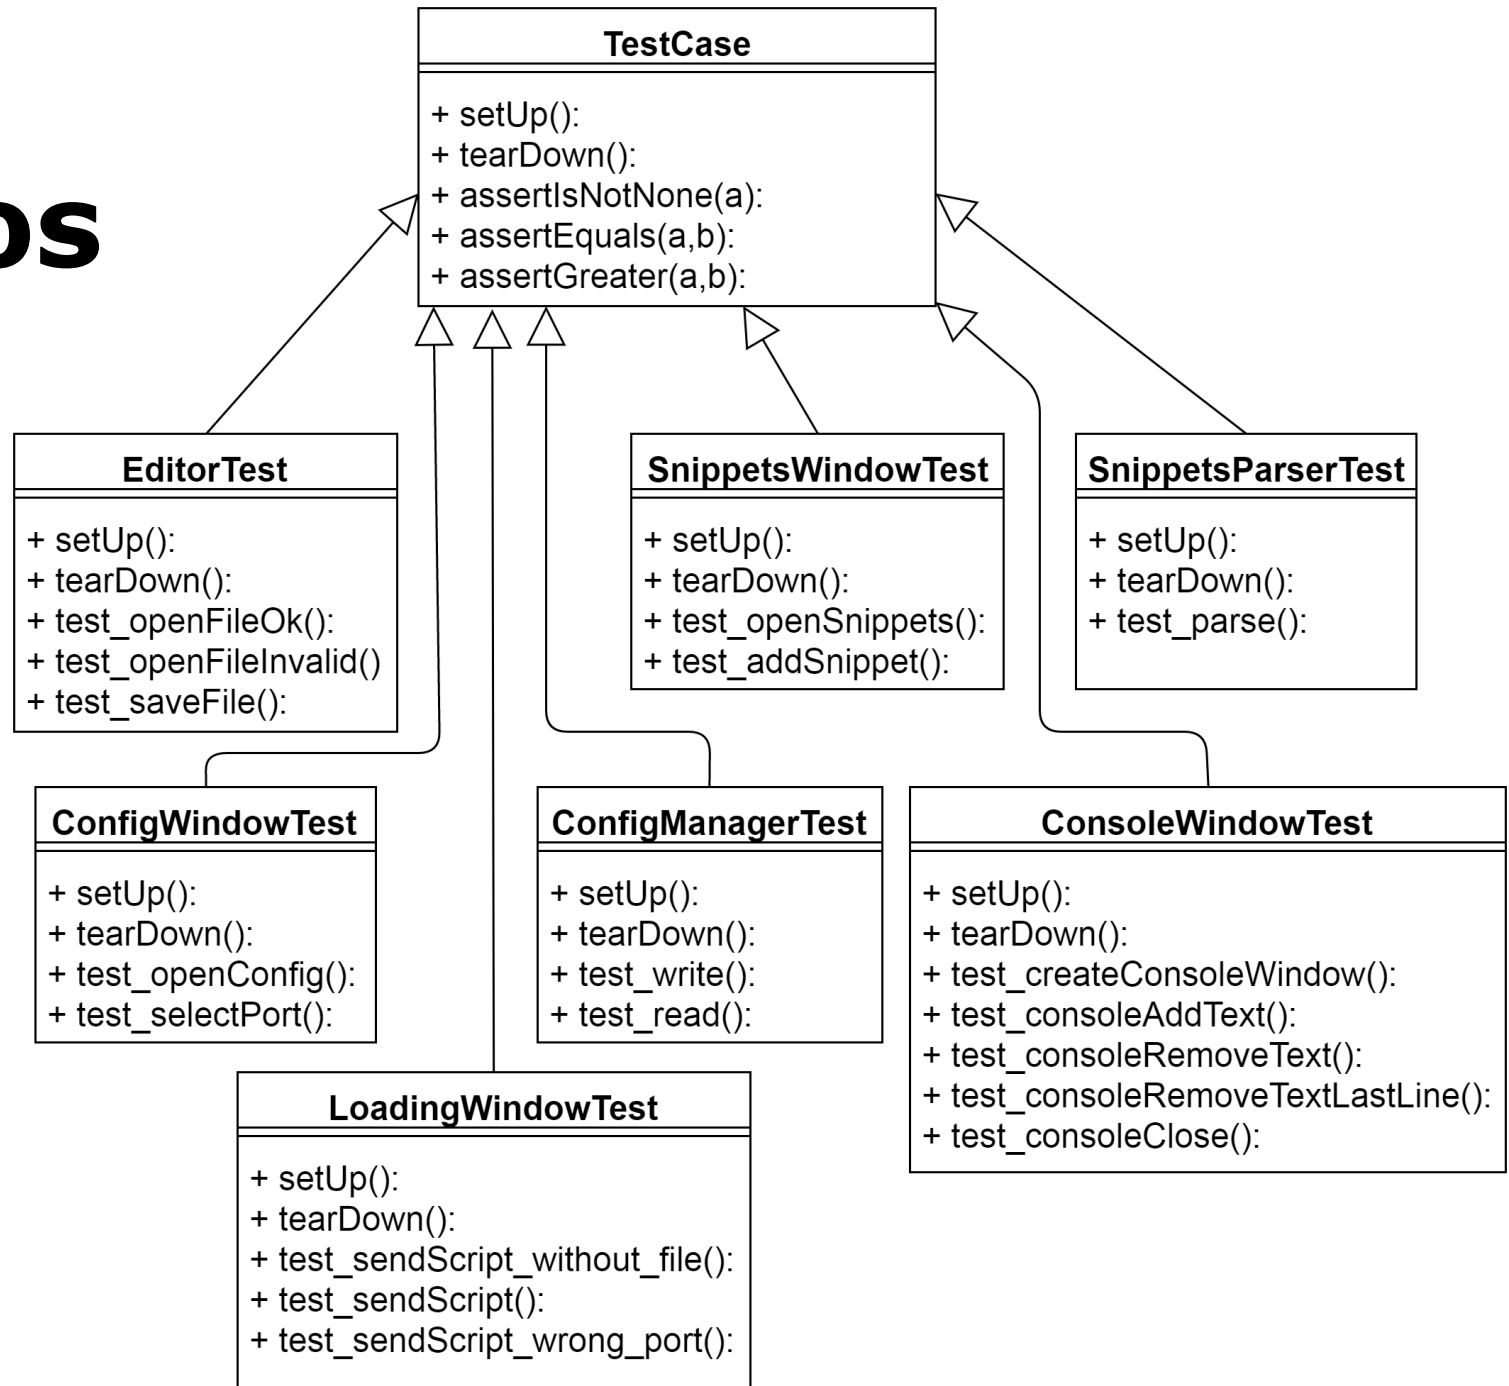 TestCase
+ setUp():
+ tearDown():
+ assertIsNotNone(a):
+ assertEquals(a,b):
+ assertGreater(a,b):
os
EditorTest
+ setUp():
+ tearDown():
+ test_openFileOk():
+ test_openFileInvalid()
+ test_saveFile():
SnippetsWindowTest
+ setUp():
+ tearDown():
+ test_openSnippets():
+ test_addSnippet():
SnippetsParserTest
+ setUp():
+ tearDown():
+ test_parse():
ConfigWindowTest
+ setUp():
+ tearDown():
+ test_openConfig():
+ test_selectPort():
ConfigManagerTest
+ setUp():
+ tearDown():
+ test_write():
+ test_read():
ConsoleWindowTest
+ setUp():
+ tearDown():
+ test_createConsoleWindow():
+ test_consoleAddText():
+ test_consoleRemoveText():
+ test_consoleRemoveTextLastLine():
+ test_consoleClose():
LoadingWindowTest
+ setUp():
+ tearDown():
+ test_sendScript_without_file():
+ test_sendScript():
+ test_sendScript_wrong_port():